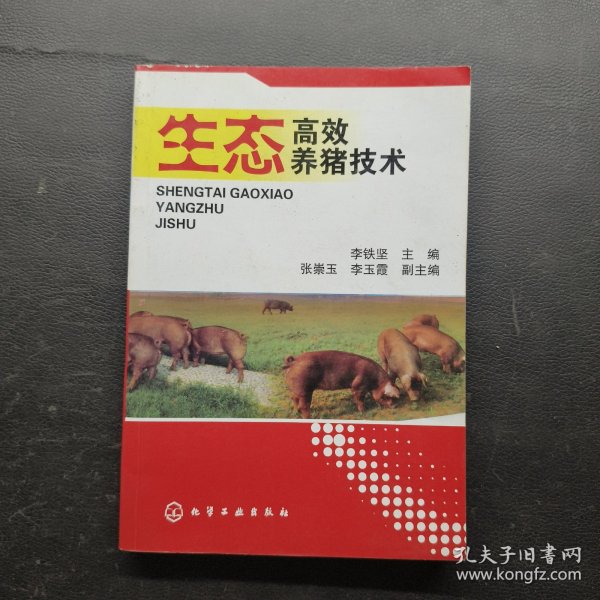 生态高效
养猪技术
SHENGTAI GAOXIAO
YANGZHU
JISHU
李铁坚 主 编
张崇玉 李玉霞 副主编
化学工业出版社
孔夫子旧书网
www.kongfz.com